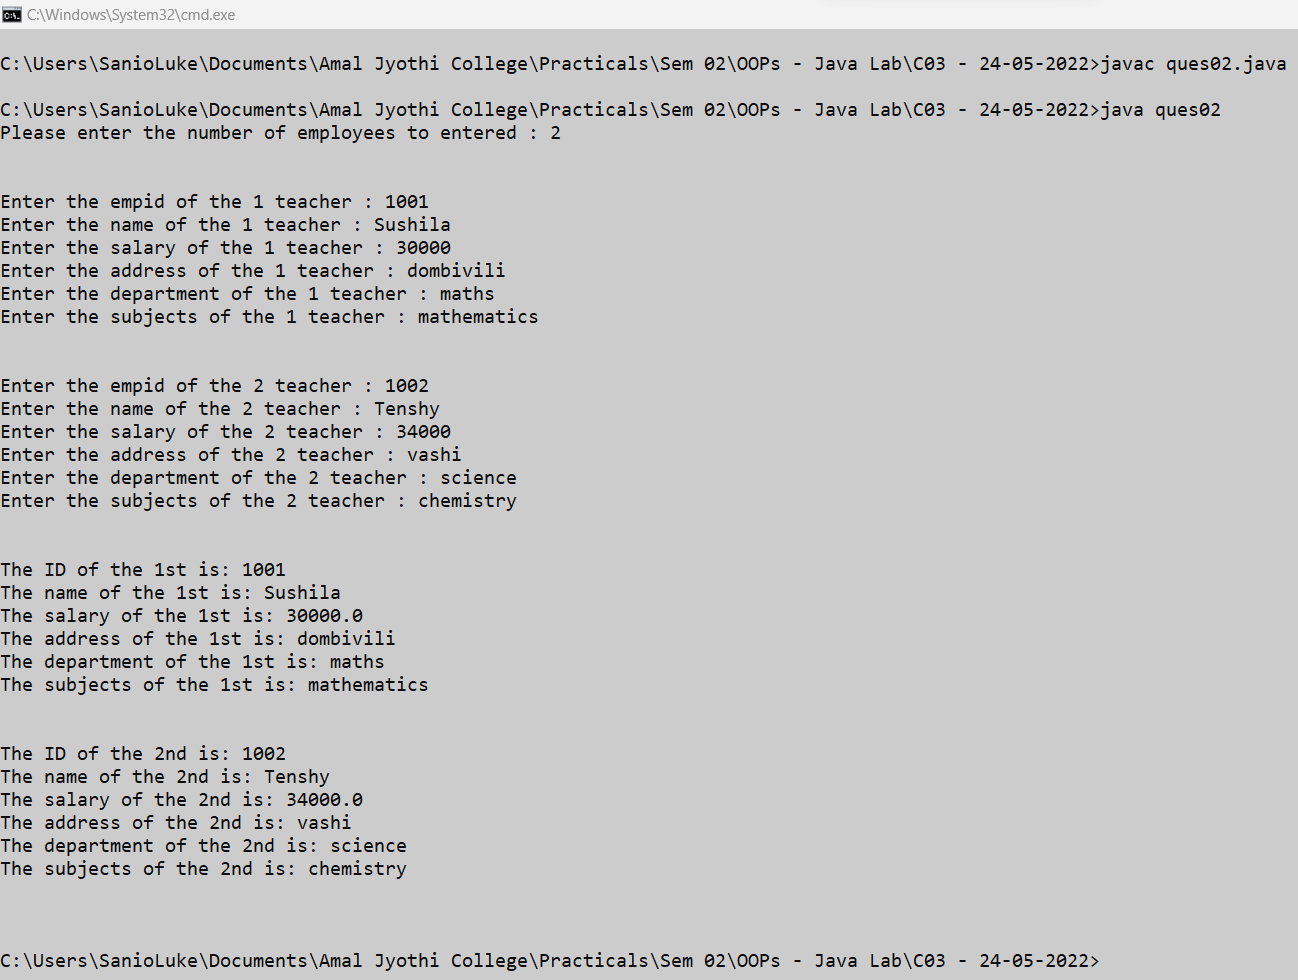 C:\Windows\System32\cmd.exe
C:\Users\SanioLuke\Documents\Amal Jyothi College\Practicals\Sem 02\OOPs - Java Lab\C03 - 24-05-2022>javac ques02.java
C:\Users\SanioLuke\Documents\Amal Jyothi College\Practicals\Sem 02\OOPs - Java Lab\C03 - 24-05-2022>java ques02
Please enter the number of employees to entered : 2
Enter the empid of the 1 teacher : 1001
Enter the name of the 1 teacher : Sushila
Enter the salary of the 1 teacher : 30000
Enter the address of the 1 teacher : dombivili
Enter the department of the 1 teacher : maths
Enter the subjects of the 1 teacher : mathematics
Enter the empid of the 2 teacher : 1002
Enter the name of the 2 teacher : Tenshy
Enter the salary of the 2 teacher : 34000
Enter the address of the 2 teacher : vashi
Enter the department of the 2 teacher : science
Enter the subjects of the 2 teacher : chemistry
The ID of the 1st is: 1001
The name of the 1st is: Sushila
The salary of the 1st is: 30000.0
The address of the 1st is: dombivili
The department of the 1st is: maths
The subjects of the 1st is: mathematics
The ID of the 2nd is: 1002
The name of the 2nd is: Tenshy
The salary of the 2nd is: 34000.0
The address of the 2nd is: vashi
The department of the 2nd is: science
The subjects of the 2nd is: chemistry
C:\Users\SanioLuke\Documents\Amal Jyothi College\Practicals\Sem 02\OOPs - Java Lab\C03 - 24-05-2022>